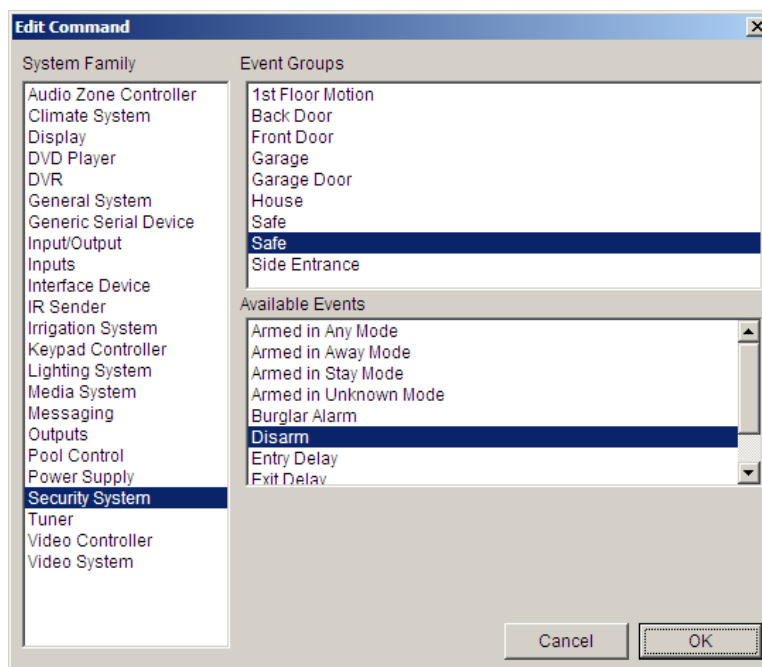 Edit Command
System Family
Audio Zone Controller
Climate System
Display
DVD Player
DVR
General System
Generic Serial Device
Input/Output
Inputs
Interface Device
IR Sender
Irrigation System
Keypad Controller
Lighting System
Media System
Messaging
Outputs
Pool Control
Power Supply
Security System
Tuner
Video Controller
Video System
Event Groups
1st Floor Motion
Back Door
Front Door
Garage
Garage Door
House
Safe
Safe
Side Entrance
Available Events
Armed in Any Mode
Armed in Away Mode
Armed in Stay Mode
Armed in Unknown Mode
Burglar Alarm
Disarm
Entry Delay
Exit Delay
Cancel
OK